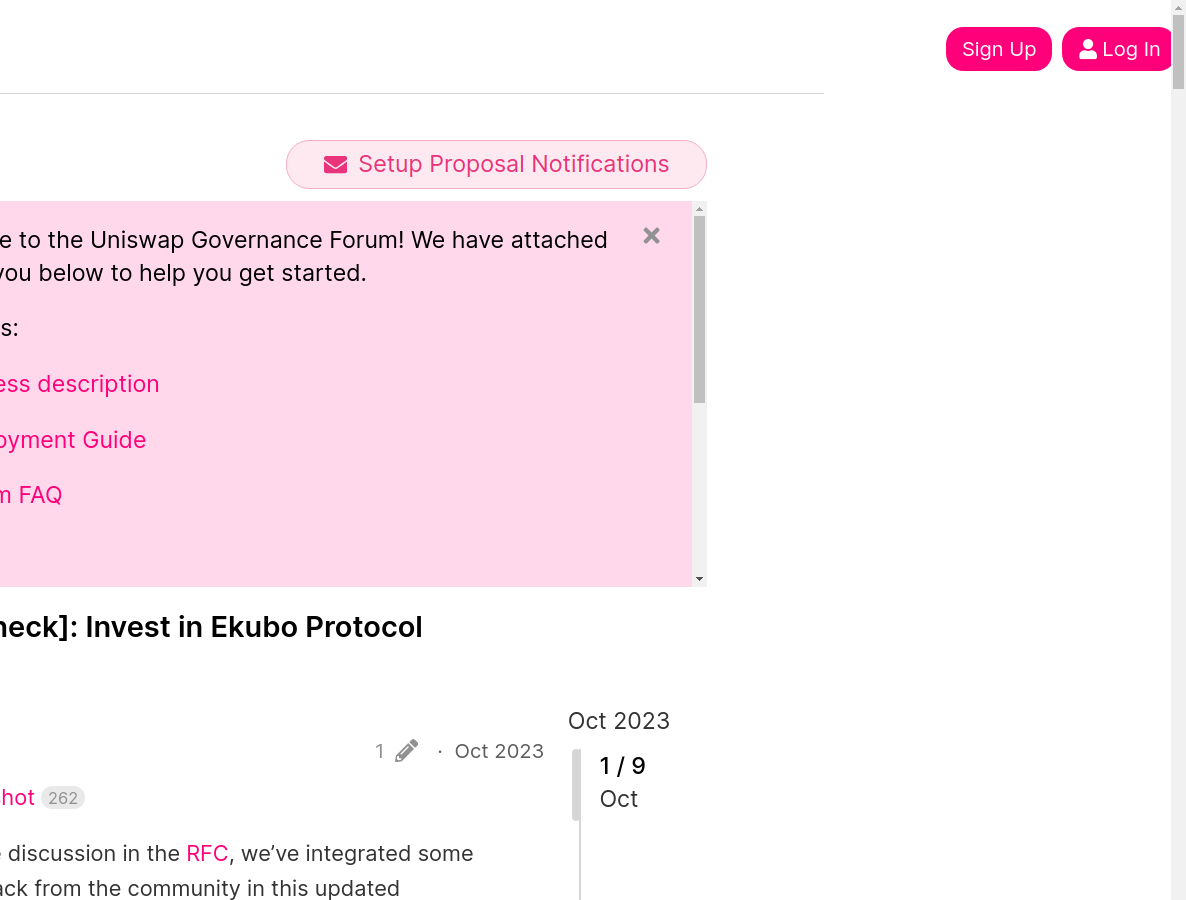 Sign Up
Log In
Setup Proposal Notifications
e to the Uniswap Governance Forum! We have attached
you below to help you get started.
s:
ess description
oyment Guide
m FAQ
heck]: Invest in Ekubo Protocol
Oct 2023
1 · Oct 2023
1 / 9
Oct
hot 262
discussion in the RFC, we’ve integrated some
ack from the community in this updated